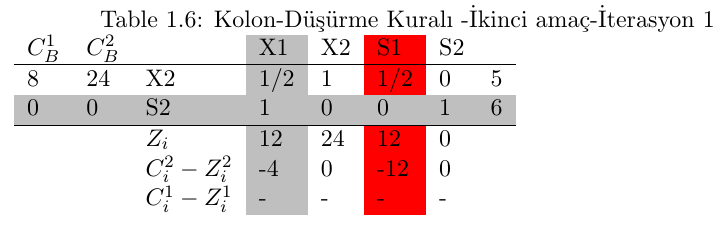 Table 1.6: Kolon-Düşürme Kuralı -İkinci amaç-İterasyon 1
C_B^1 C_B^2 X1 X2 S1 S2
8 24 X2 1/2 1 1/2 0 5
0 0 S2 1 0 0 1 6
Z_i 12 24 12 0
C_i^2 − Z_i^2 -4 0 -12 0
C_i^1 − Z_i^1 - - - -